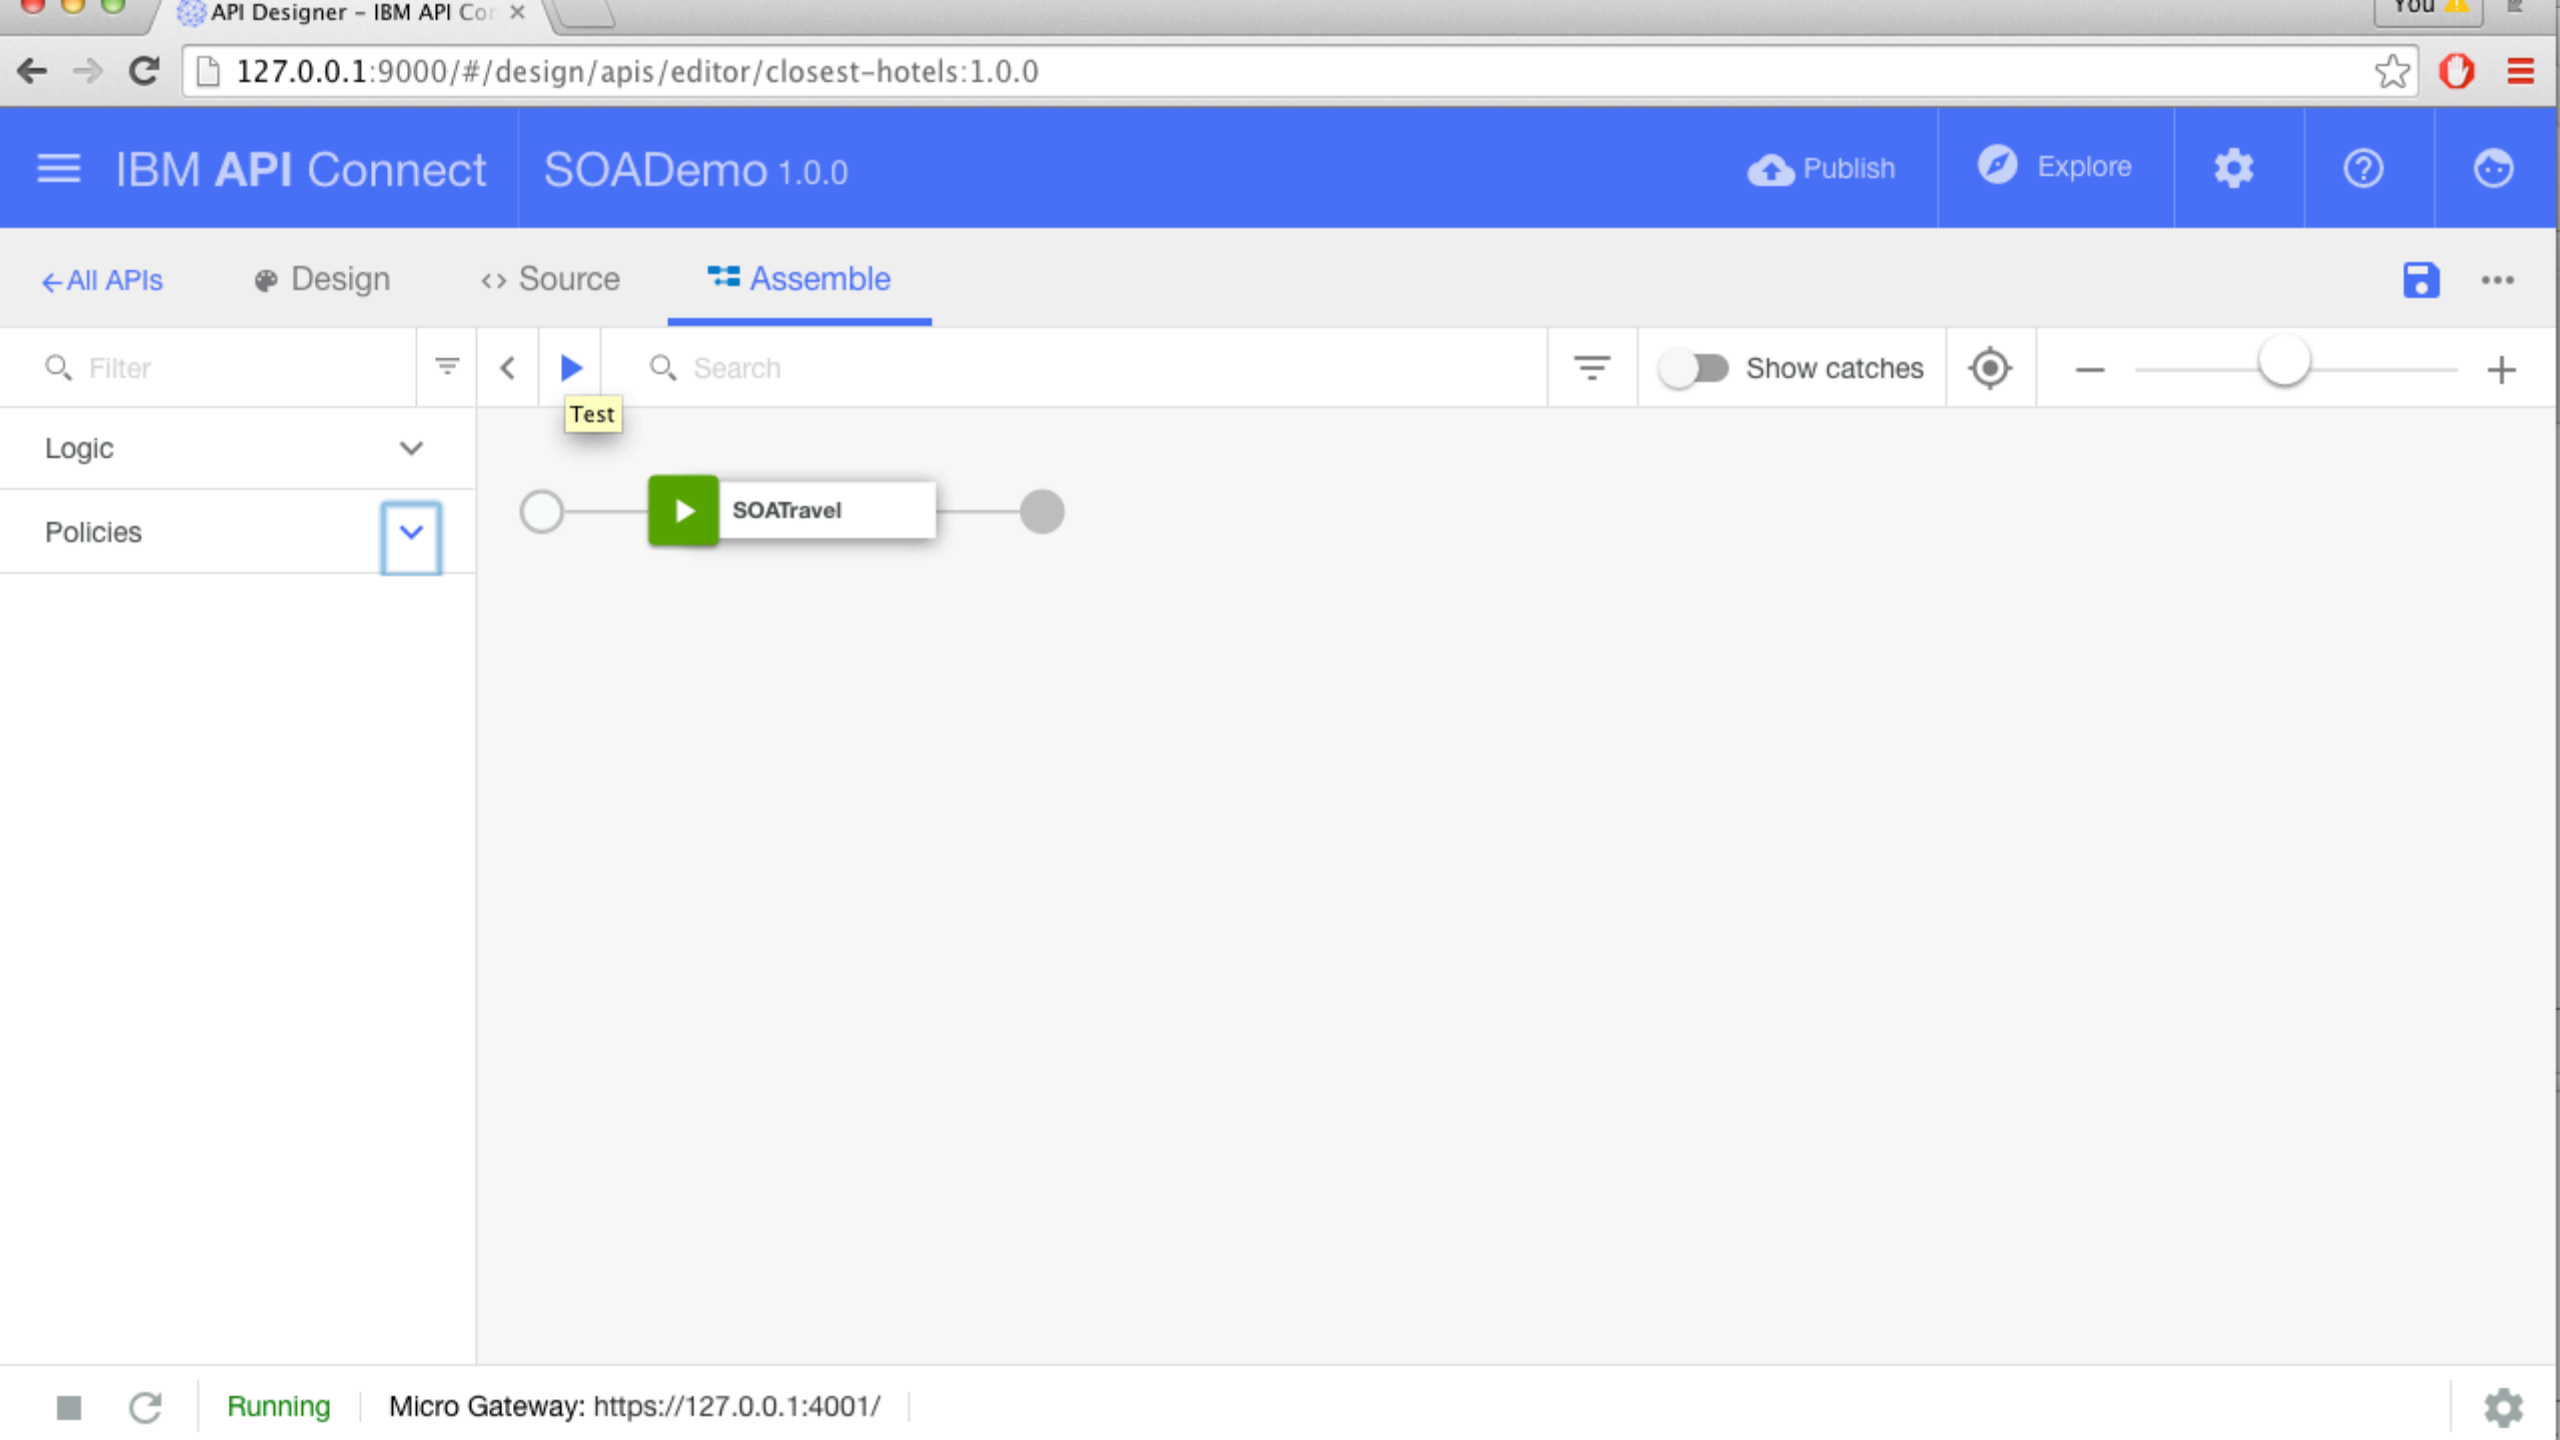 API Designer – IBM API Cor
You
127.0.0.1:9000/#/design/apis/editor/closest-hotels:1.0.0
IBM API Connect
SOADemo 1.0.0
Publish
Explore
All APIs
Design
Source
Assemble
Filter
Search
Show catches
Test
Logic
SOATravel
Policies
Running
Micro Gateway: https://127.0.0.1:4001/